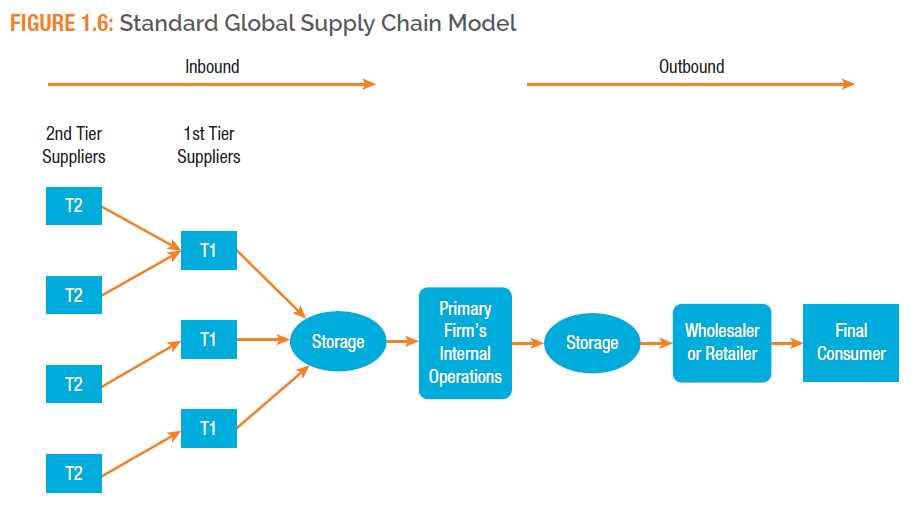 FIGURE 1.6: Standard Global Supply Chain Model
Inbound
Outbound
2nd Tier
Suppliers
1st Tier
Suppliers
T2
T2
T2
T2
T1
T1
T1
Storage
Primary
Firm's
Internal
Operations
Storage
Wholesaler
or Retailer
Final
Consumer